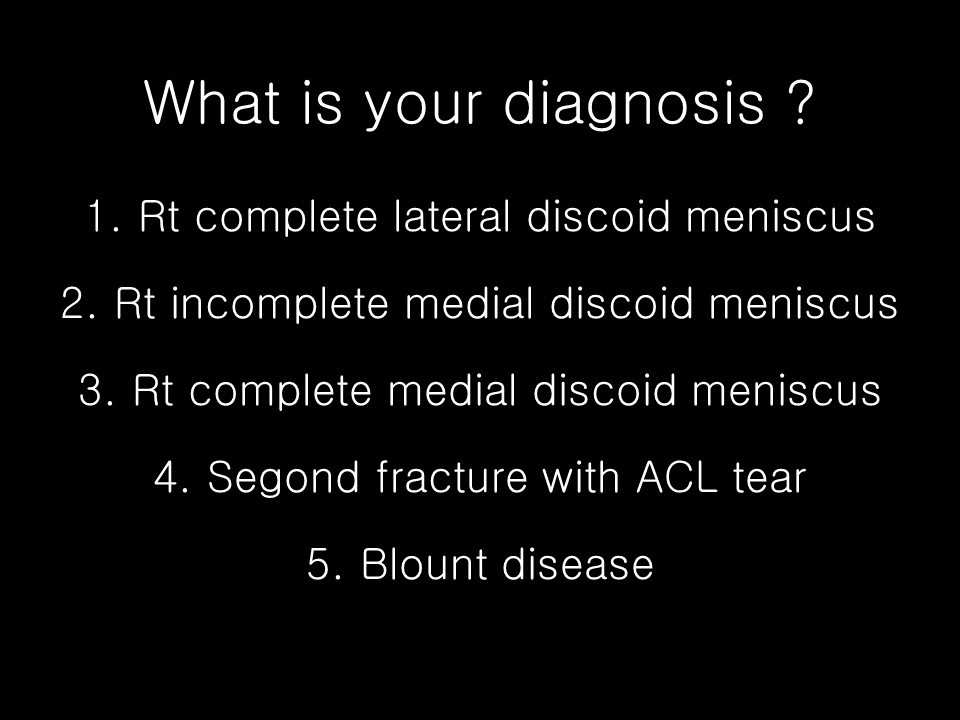 What is your diagnosis ?
1. Rt complete lateral discoid meniscus
2. Rt incomplete medial discoid meniscus
3. Rt complete medial discoid meniscus
4. Segond fracture with ACL tear
5. Blount disease